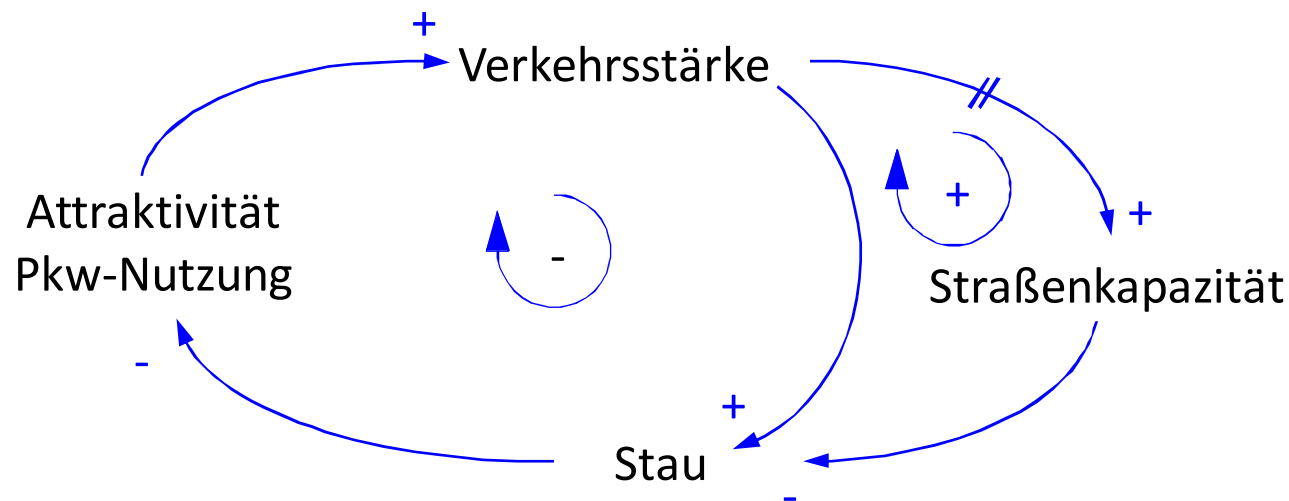 +
Verkehrsstärke
Attraktivität
Pkw-Nutzung
-
+
+
Straßenkapazität
-
+
Stau
-